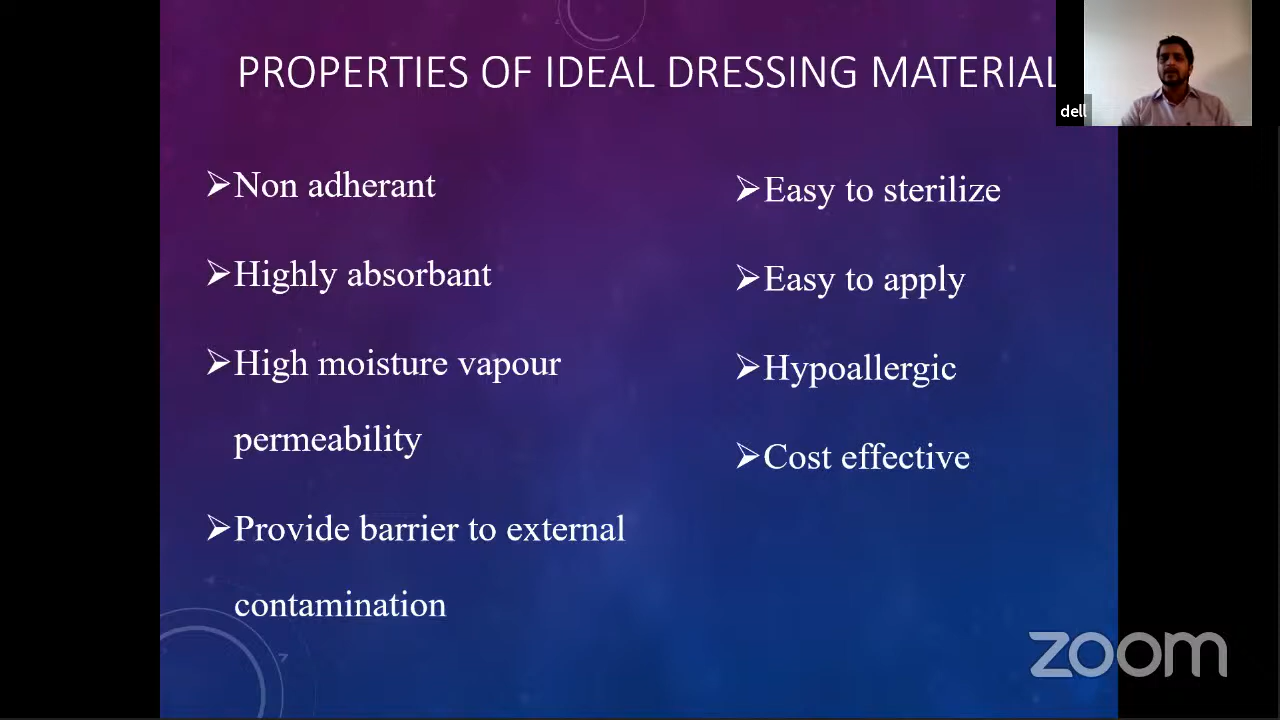 PROPERTIES OF IDEAL DRESSING MATERIAL
dell
➢Non adherant
➢Highly absorbant
➢High moisture vapour
permeability
➢Provide barrier to external
contamination
➢Easy to sterilize
➢Easy to apply
➢Hypoallergic
➢Cost effective
zoom